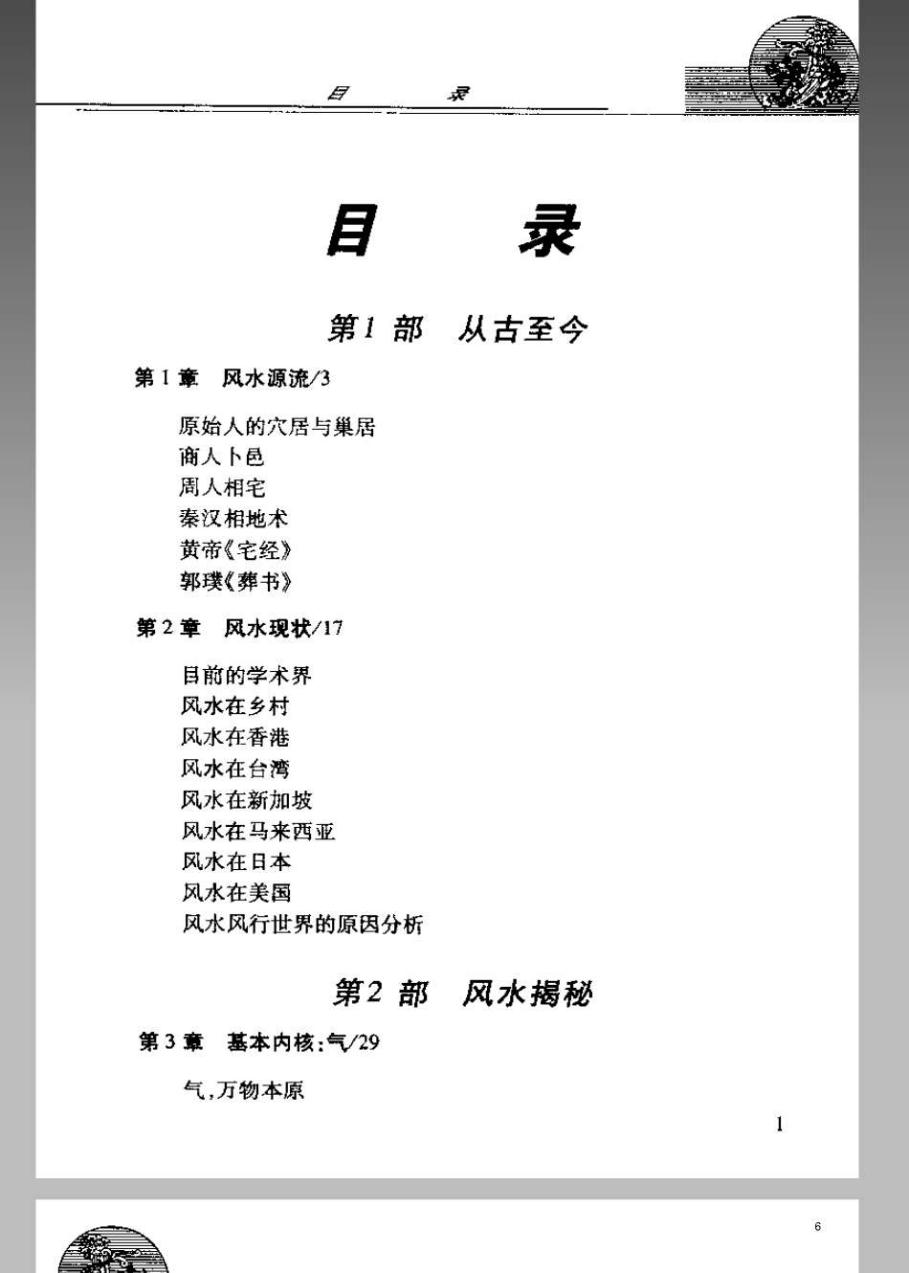 目 录
目 录
第1部 从古至今
第1章 风水源流/3
原始人的穴居与巢居
商人卜邑
周人相宅
秦汉相地术
黄帝《宅经》
郭璞《葬书》
第2章 风水现状/17
目前的学术界
风水在乡村
风水在香港
风水在台湾
风水在新加坡
风水在马来西亚
风水在日本
风水在美国
风水风行世界的原因分析
第2部 风水揭秘
第3章 基本内核:气/29
气,万物本原
1
6